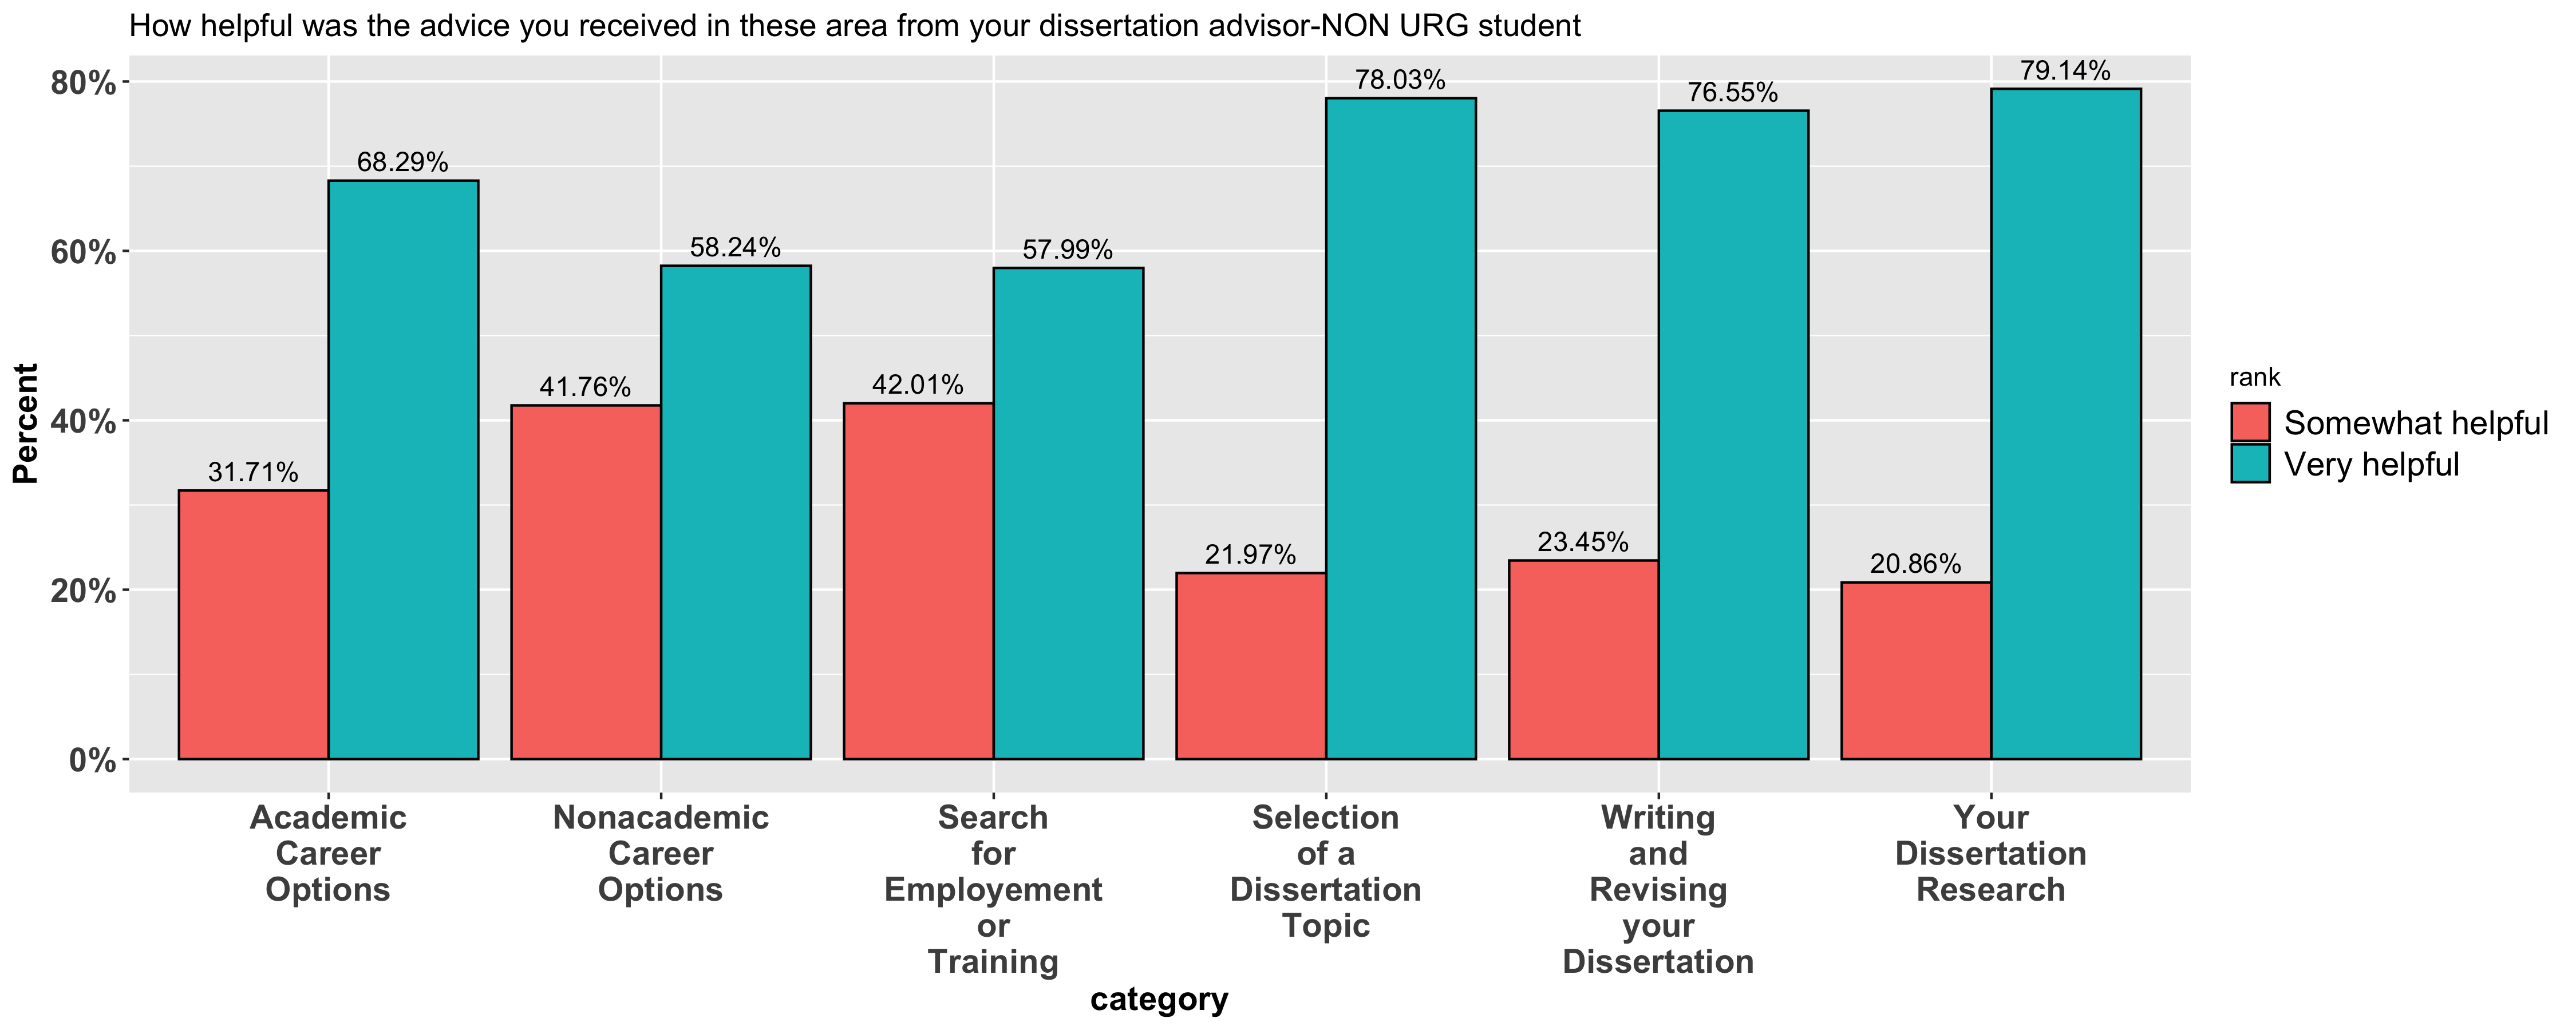 How helpful was the advice you received in these area from your dissertation advisor-NON URG student
80%
60%
40%
20%
0%
Percent
31.71%
68.29%
41.76%
58.24%
42.01%
57.99%
21.97%
78.03%
23.45%
76.55%
20.86%
79.14%
Academic
Career
Options
Nonacademic
Career
Options
Search
for
Employement
or
Training
Selection
of a
Dissertation
Topic
Writing
and
Revising
your
Dissertation
Your
Dissertation
Research
category
rank
Somewhat helpful
Very helpful